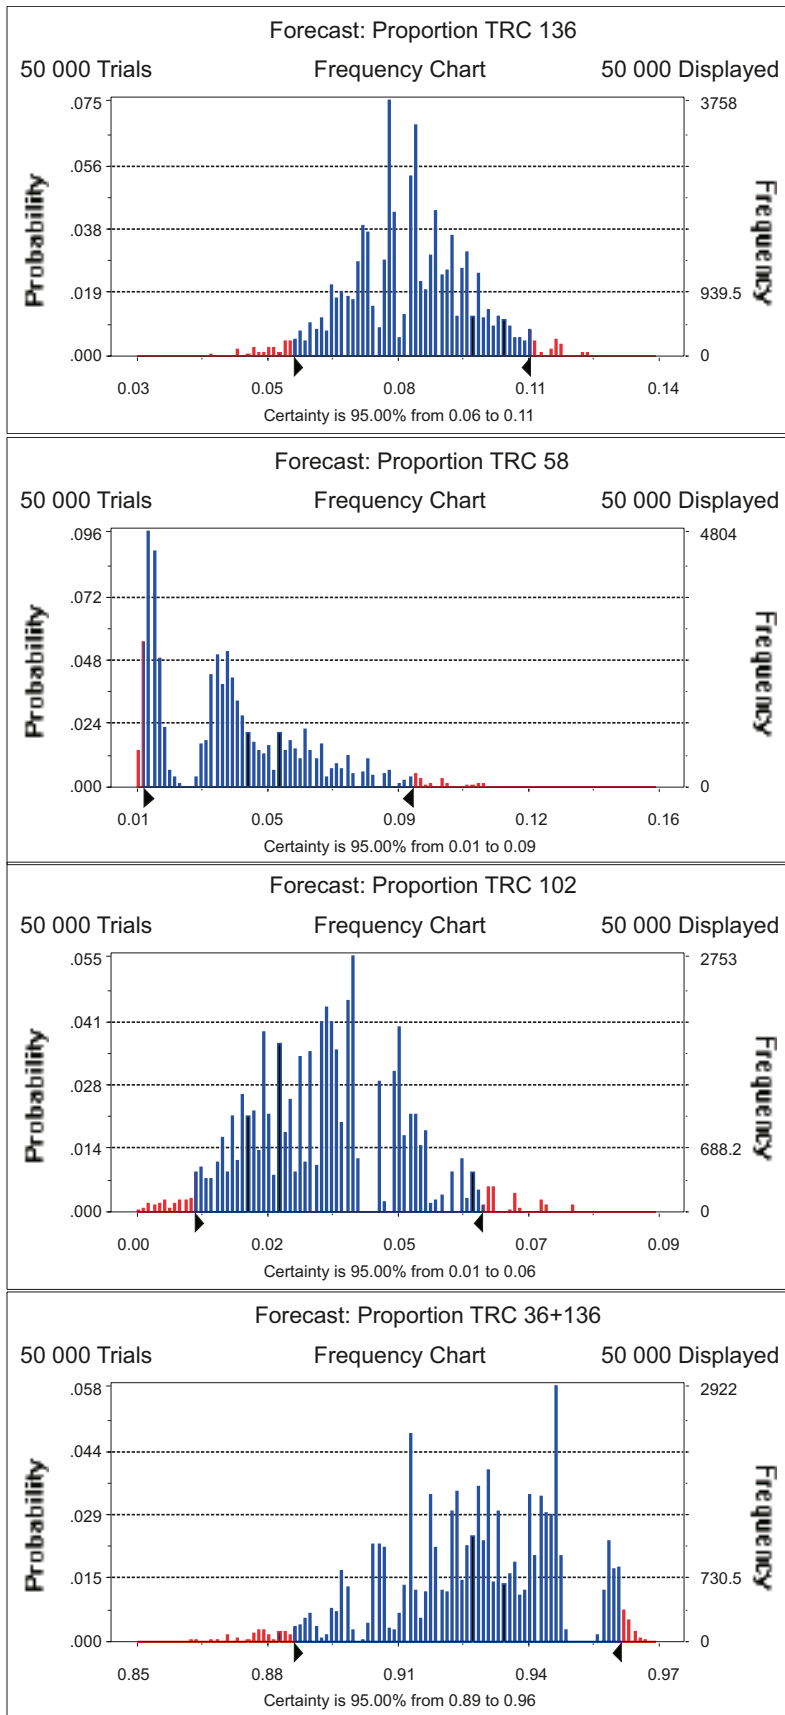 Forecast: Proportion TRC 136
50 000 Trials Frequency Chart 50 000 Displayed
.075 3758
.056
.038
.019 939.5
.000 0
Probability
Frequency
0.03 0.05 0.08 0.11 0.14
Certainty is 95.00% from 0.06 to 0.11
Forecast: Proportion TRC 58
50 000 Trials Frequency Chart 50 000 Displayed
.096 4804
.072
.048
.024
.000 0
Probability
Frequency
0.01 0.05 0.09 0.12 0.16
Certainty is 95.00% from 0.01 to 0.09
Forecast: Proportion TRC 102
50 000 Trials Frequency Chart 50 000 Displayed
.055 2753
.041
.028
.014 688.2
.000 0
Probability
Frequency
0.00 0.02 0.05 0.07 0.09
Certainty is 95.00% from 0.01 to 0.06
Forecast: Proportion TRC 36+136
50 000 Trials Frequency Chart 50 000 Displayed
.058 2922
.044
.029
.015 730.5
.000 0
Probability
Frequency
0.85 0.88 0.91 0.94 0.97
Certainty is 95.00% from 0.89 to 0.96